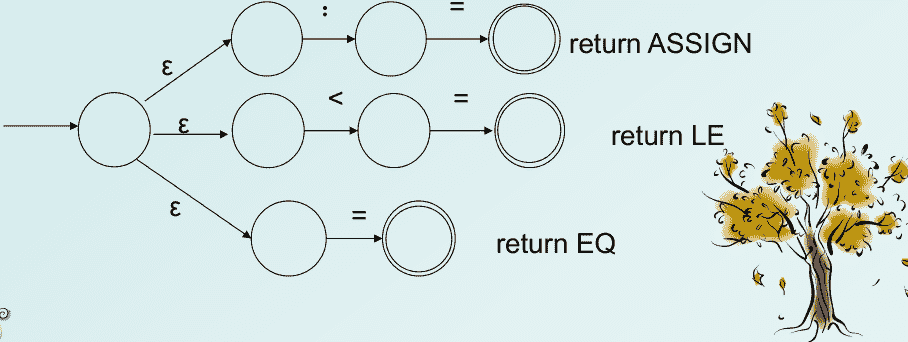 : =
return ASSIGN
ε
< =
ε
return LE
ε
=
return EQ